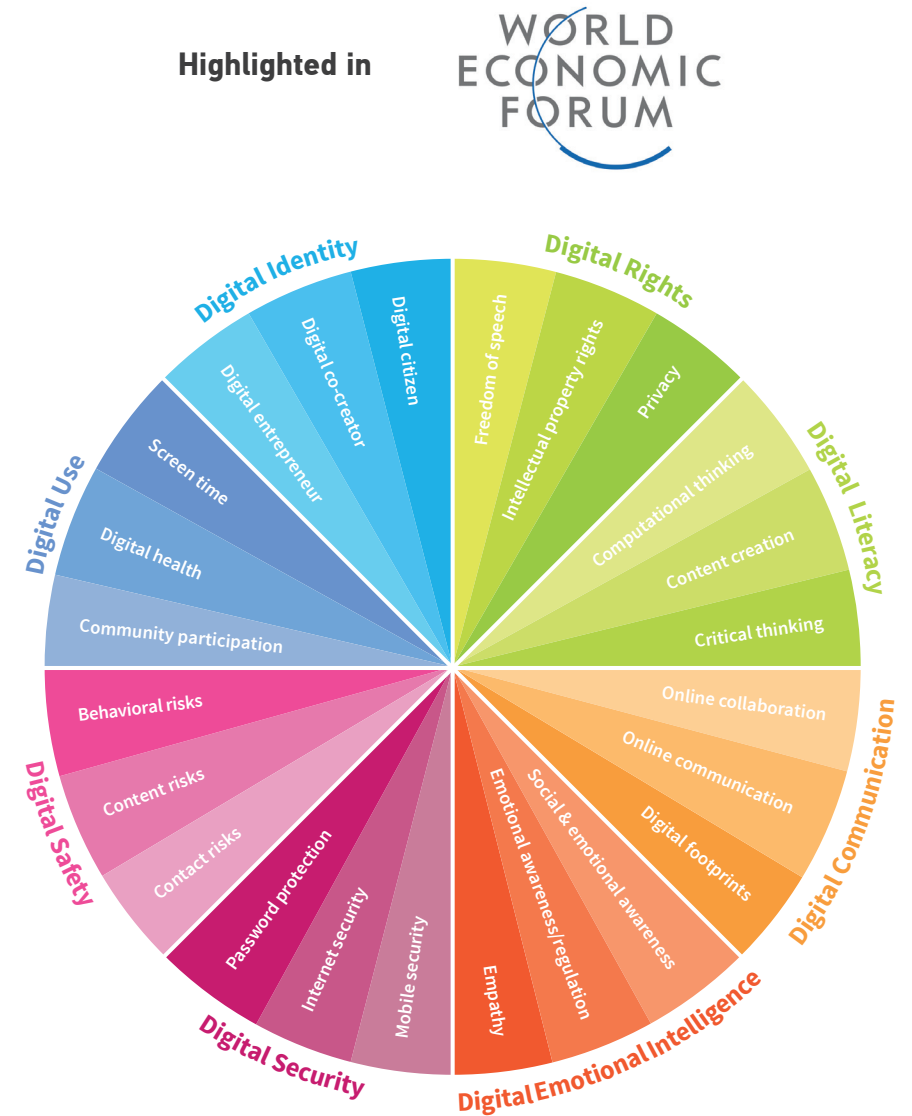 Highlighted in
WORLD
ECONOMIC
FORUM
Digital Identity
Digital entrepreneur
Digital co-creator
Digital citizen
Digital Rights
Freedom of speech
Intellectual property rights
Privacy
Digital Literacy
Computational thinking
Content creation
Critical thinking
Digital Communication
Online collaboration
Online communication
Digital footprints
Digital Emotional Intelligence
Social & emotional awareness
Emotional awareness/regulation
Empathy
Digital Security
Mobile security
Internet security
Password protection
Digital Safety
Contact risks
Content risks
Behavioral risks
Digital Use
Community participation
Digital health
Screen time